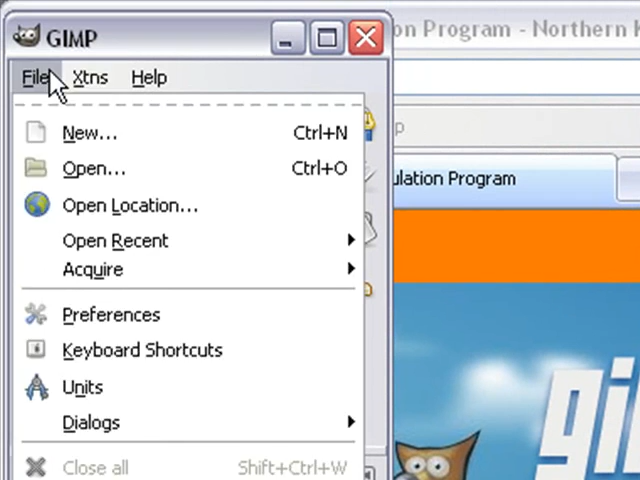 GIMP
on Program - Northern K
File Xtns Help
New... Ctrl+N
p
Open... Ctrl+O
ulation Program
Open Location...
Open Recent
Acquire
Preferences
Keyboard Shortcuts
Units
Dialogs
gi
Close all Shift+Ctrl+W